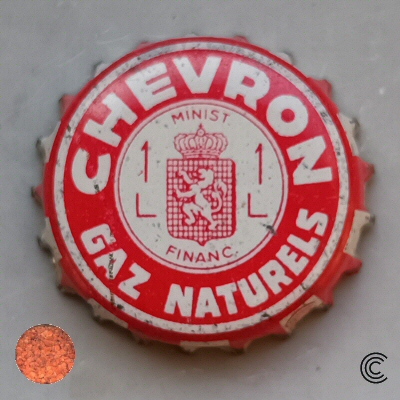 CHEVRON
MINIST
1 1
L L
FINANC.
GAZ NATURELS